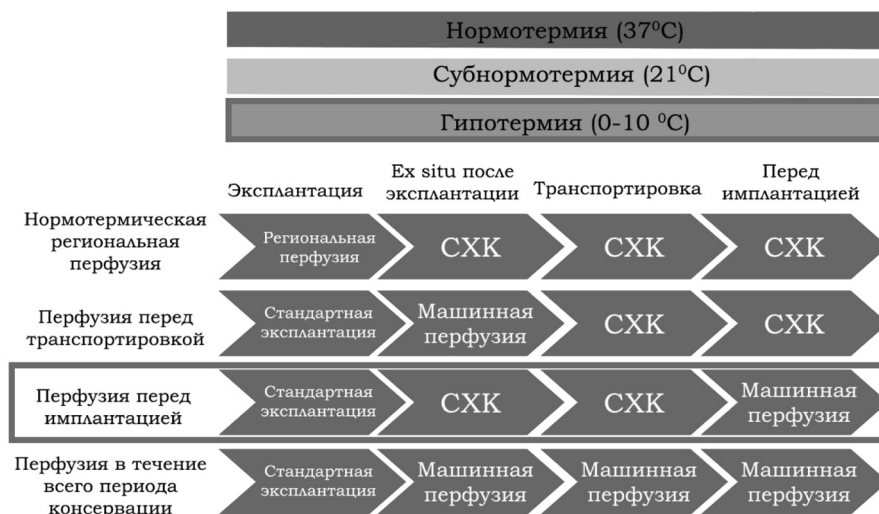 Нормотермия (37⁰С)
Субнормотермия (21⁰С)
Гипотермия (0-10 ⁰С)
Эксплантация
Ex situ после
эксплантации
Транспортировка
Перед
имплантацией
Нормотермическая
региональная
перфузия
Региональная
перфузия
СХК
СХК
СХК
Перфузия перед
транспортировкой
Стандартная
эксплантация
Машинная
перфузия
СХК
СХК
Перфузия перед
имплантацией
Стандартная
эксплантация
СХК
СХК
Машинная
перфузия
Перфузия в течение
всего периода
консервации
Стандартная
эксплантация
Машинная
перфузия
Машинная
перфузия
Машинная
перфузия